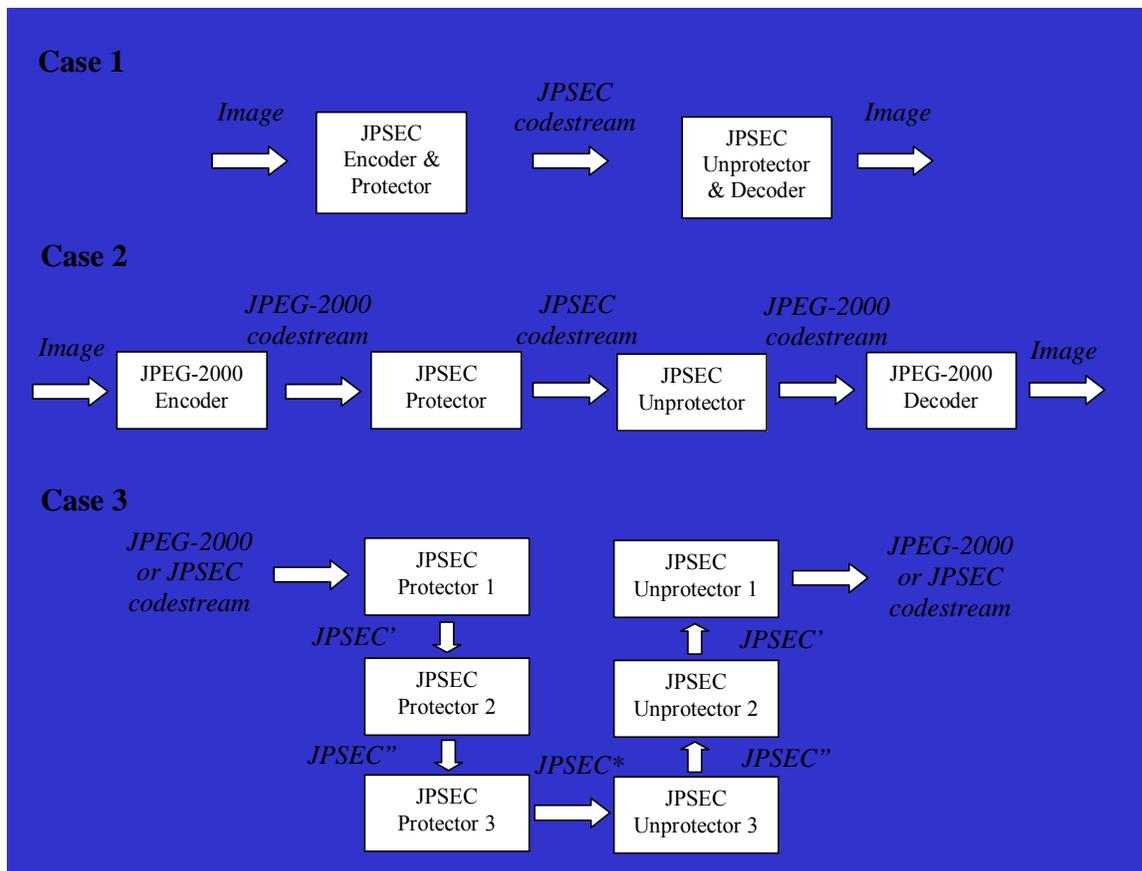 Case 1
Image
JPSEC
Encoder &
Protector
JPSEC
codestream
JPSEC
Unprotector
& Decoder
Image
Case 2
Image
JPEG-2000
Encoder
JPEG-2000
codestream
JPSEC
Protector
JPSEC
codestream
JPSEC
Unprotector
JPEG-2000
codestream
JPEG-2000
Decoder
Image
Case 3
JPEG-2000
or JPSEC
codestream
JPSEC
Protector 1
JPSEC’
JPSEC
Protector 2
JPSEC”
JPSEC
Protector 3
JPSEC*
JPSEC
Unprotector 3
JPSEC”
JPSEC
Unprotector 2
JPSEC’
JPSEC
Unprotector 1
JPEG-2000
or JPSEC
codestream